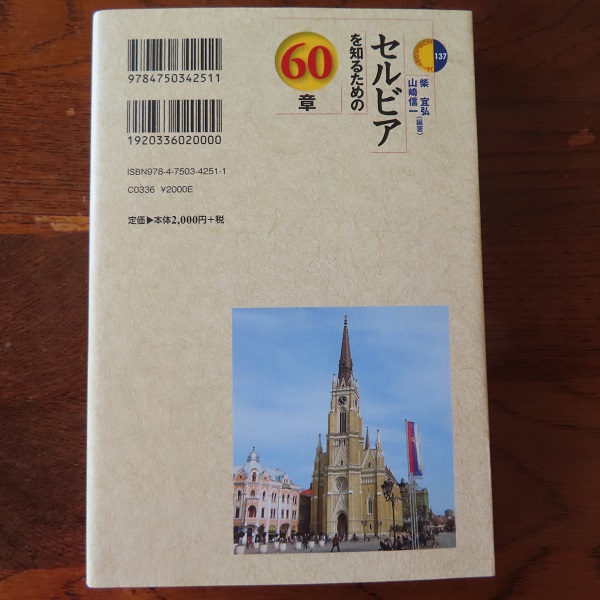 137
セルビア
を知るための
60
章
柴 宜弘
山崎信一
(編著)
9784750342511
1920336020000
ISBN978-4-7503-4251-1
C0336 ¥2000E
定価▶本体2,000円+税